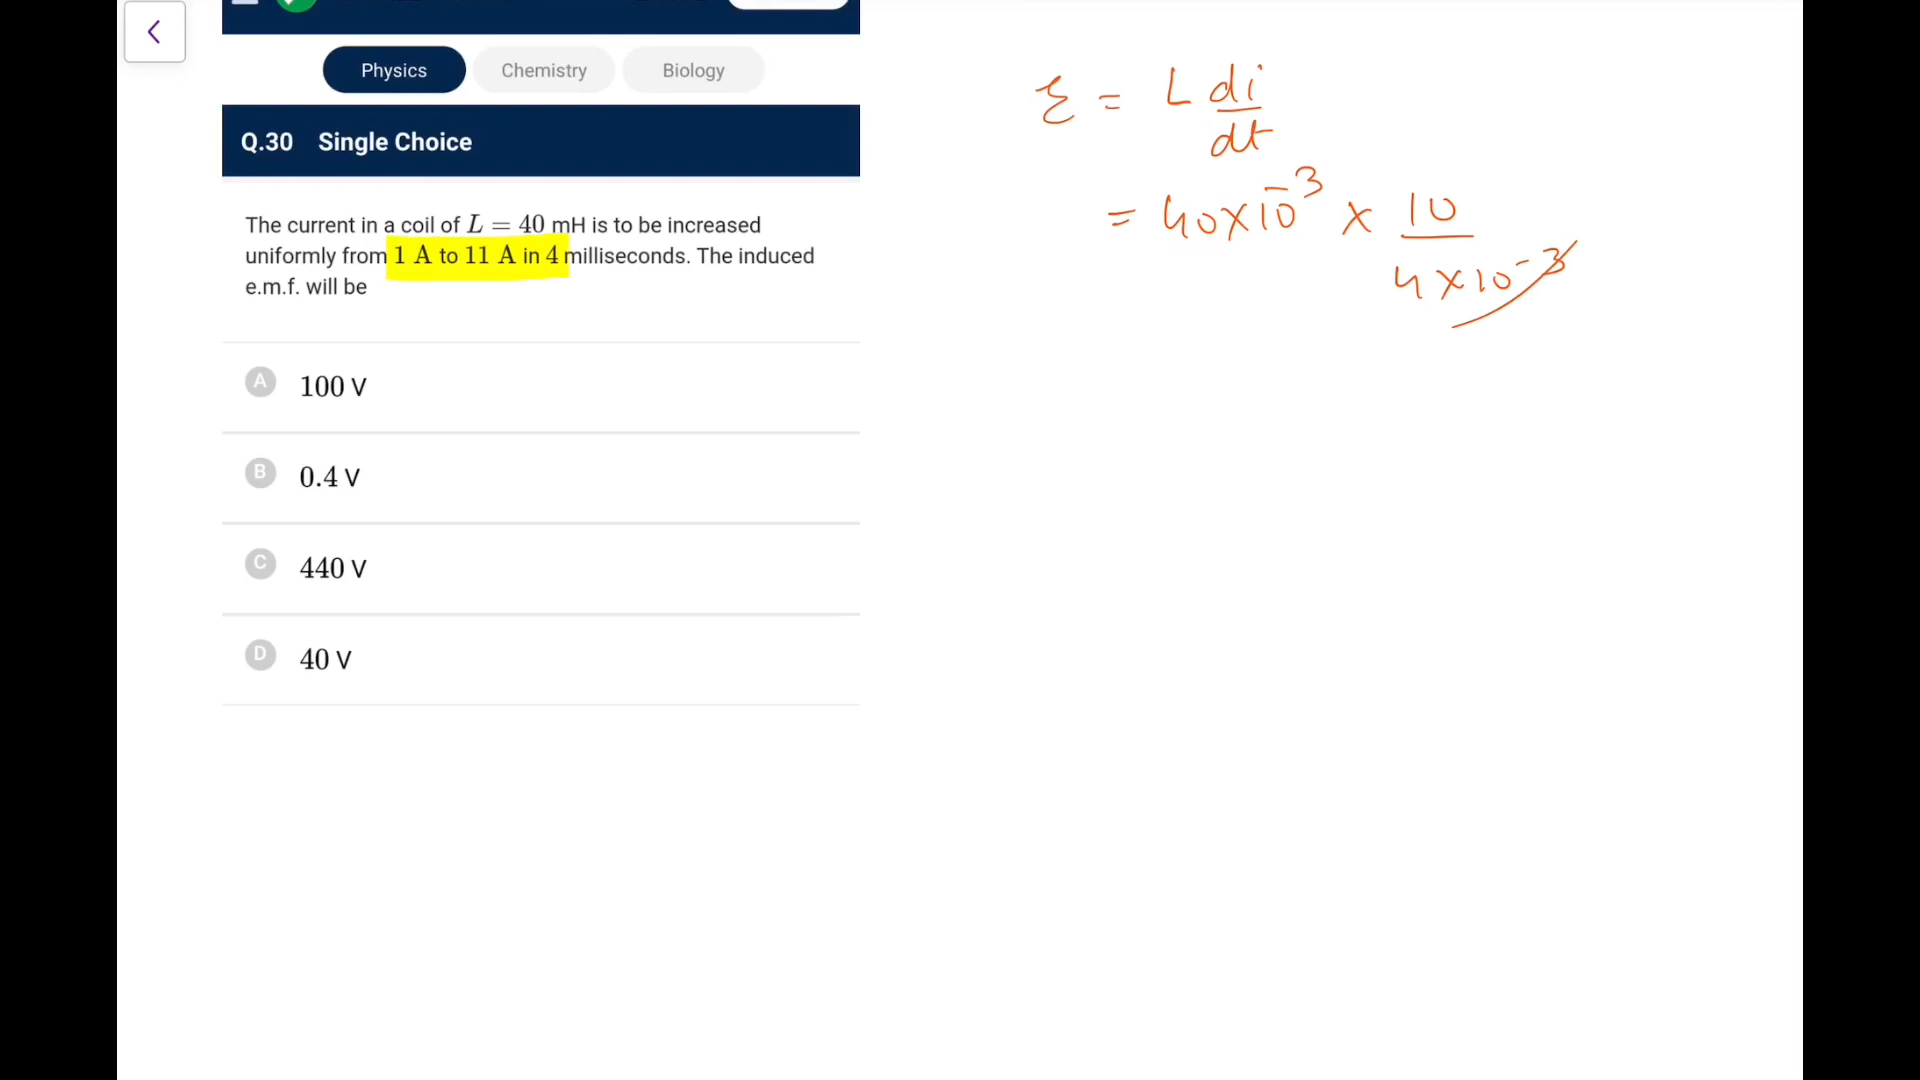 Physics Chemistry Biology
Q.30 Single Choice
The current in a coil of L = 40 mH is to be increased
uniformly from 1 A to 11 A in 4 milliseconds. The induced
e.m.f. will be
A 100 V
B 0.4 V
C 440 V
D 40 V
ξ = L di/dt
= 40×10⁻³ × 10/4×10⁻³